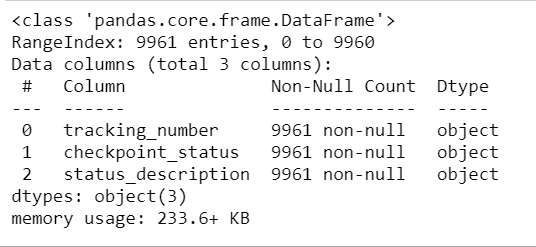 <class 'pandas.core.frame.DataFrame'>
RangeIndex: 9961 entries, 0 to 9960
Data columns (total 3 columns):
 #   Column              Non-Null Count  Dtype
---  ------              --------------  -----
 0   tracking_number     9961 non-null   object
 1   checkpoint_status   9961 non-null   object
 2   status_description  9961 non-null   object
dtypes: object(3)
memory usage: 233.6+ KB